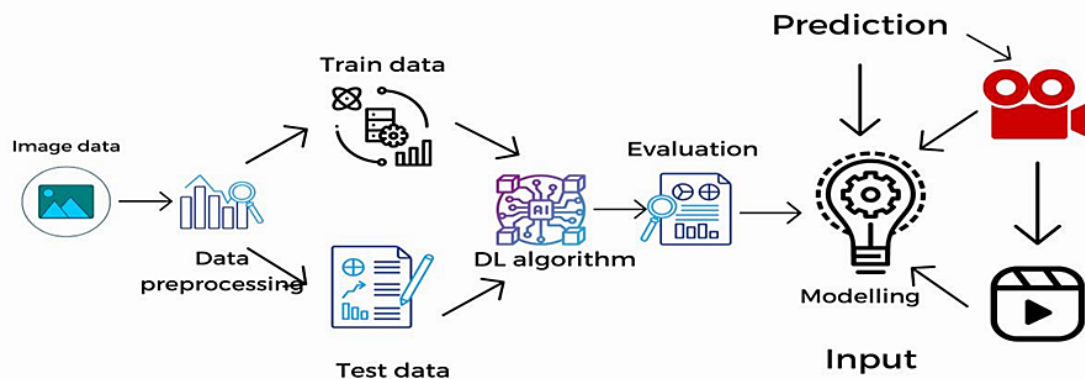 Prediction
Train data
Image data
Evaluation
AI
DL algorithm
Data
preprocessing
Modelling
Input
Test data